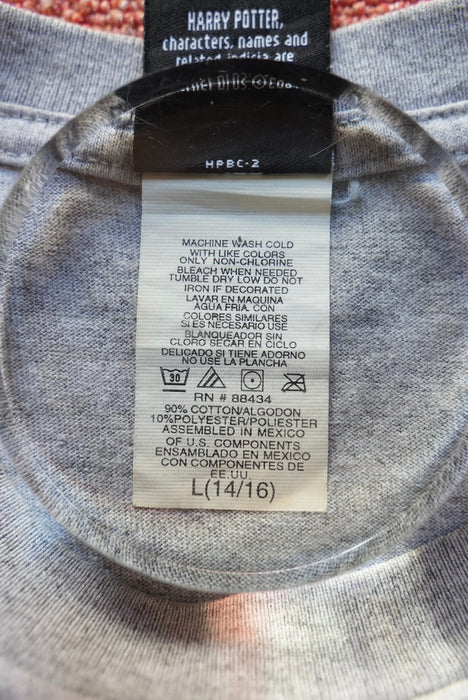 HARRY POTTER,
characters, names and
related indicia are
HPBC-2
MACHINE WASH COLD
WITH LIKE COLORS
ONLY NON-CHLORINE
BLEACH WHEN NEEDED
TUMBLE DRY LOW DO NOT
IRON IF DECORATED
LAVAR EN MAQUINA
AGUA FRIA. CON
COLORES SIMILARES
SI ES NECESARIO USE
BLANQUEADOR SIN
CLORO SECAR EN CICLO
DELICADO SI TIENE ADORNO
NO USE LA PLANCHA
30
RN # 88434
90% COTTON/ALGODON
10%POLYESTER/POLIESTER
ASSEMBLED IN MEXICO
OF U.S. COMPONENTS
ENSAMBLADO EN MEXICO
CON COMPONENTES DE
EE.UU.
L(14/16)